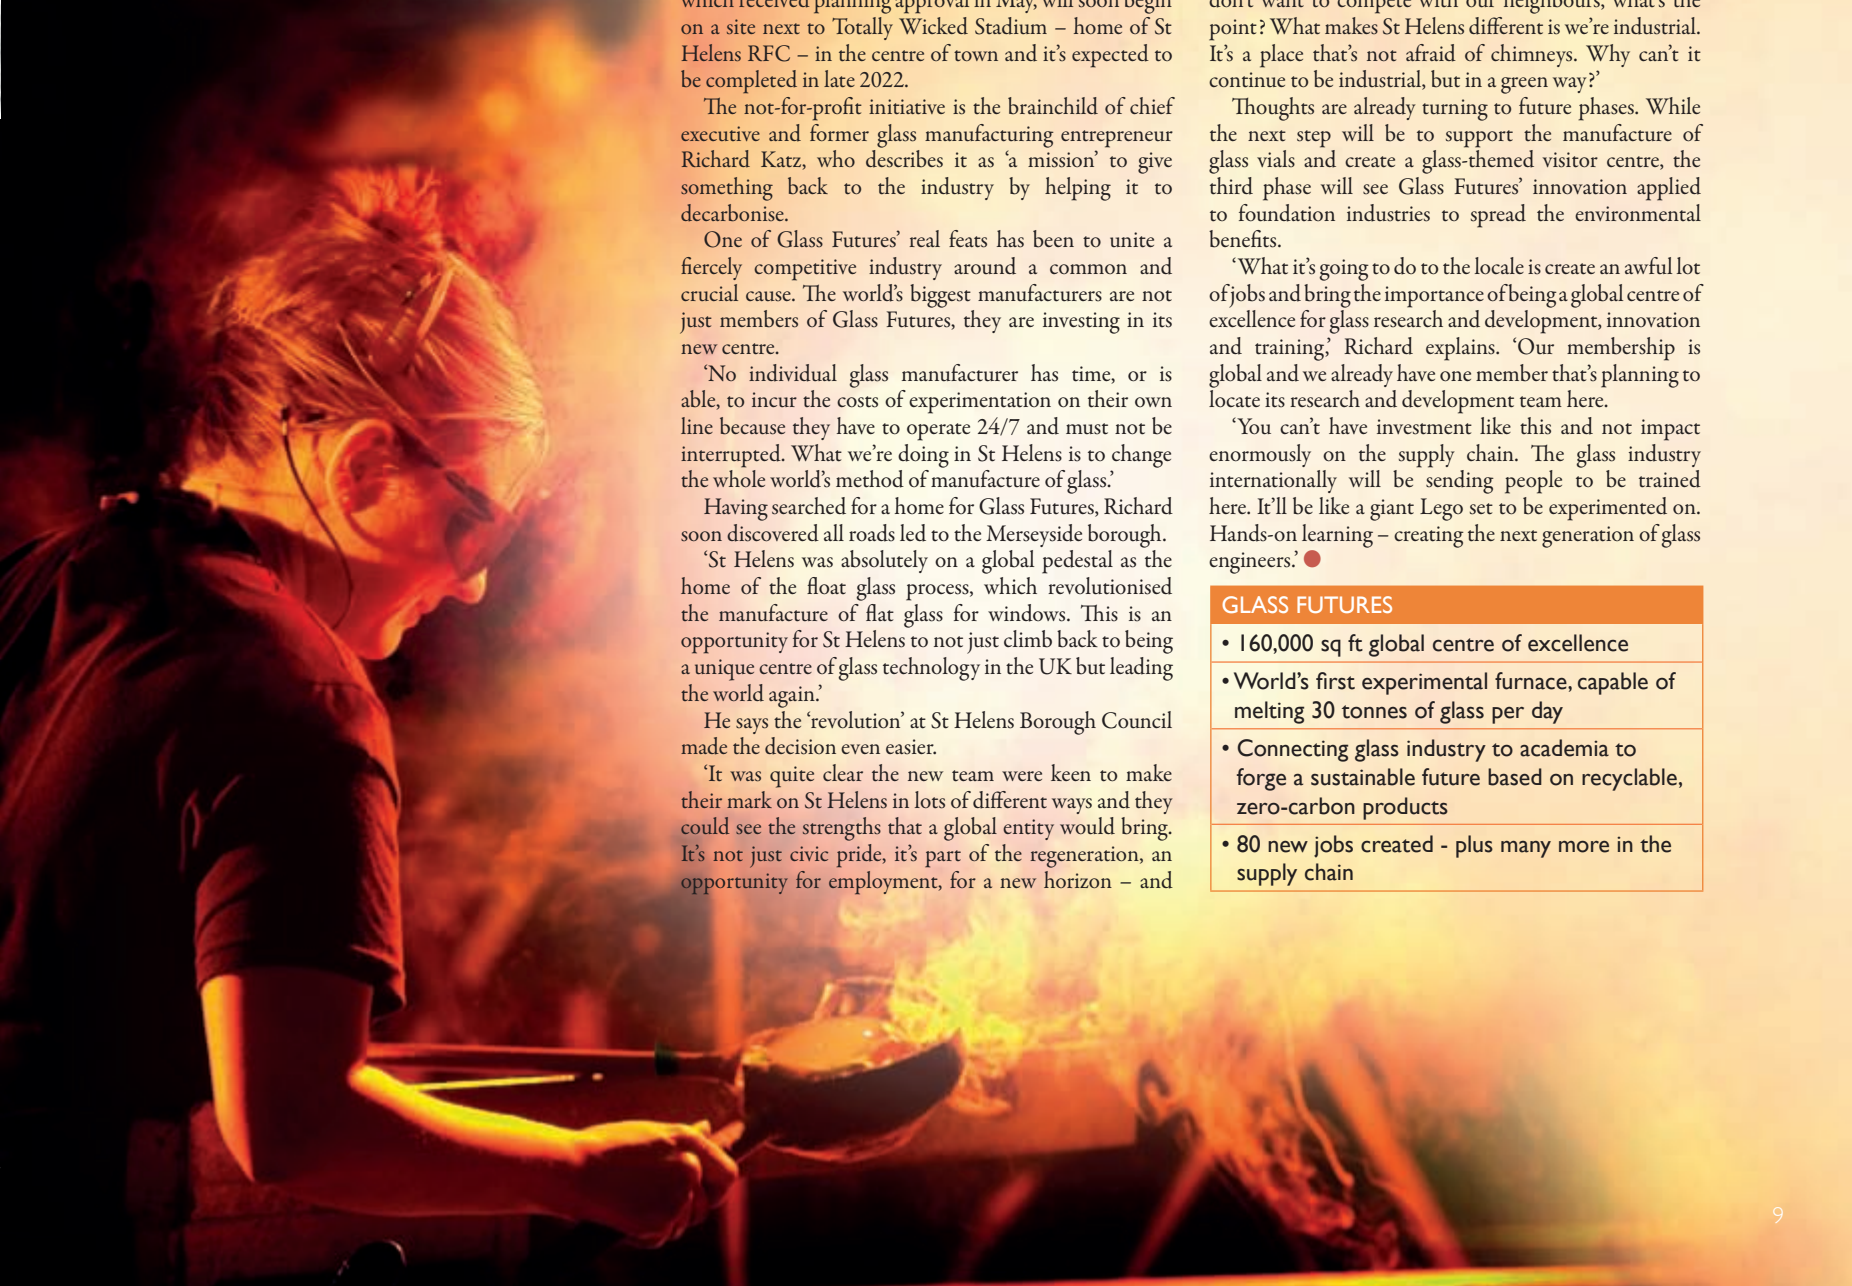 which received planning approval in May, will soon begin
on a site next to Totally Wicked Stadium – home of St
Helens RFC – in the centre of town and it’s expected to
be completed in late 2022.
The not-for-profit initiative is the brainchild of chief
executive and former glass manufacturing entrepreneur
Richard Katz, who describes it as ‘a mission’ to give
something back to the industry by helping it to
decarbonise.
One of Glass Futures’ real feats has been to unite a
fiercely competitive industry around a common and
crucial cause. The world’s biggest manufacturers are not
just members of Glass Futures, they are investing in its
new centre.
‘No individual glass manufacturer has time, or is
able, to incur the costs of experimentation on their own
line because they have to operate 24/7 and must not be
interrupted. What we’re doing in St Helens is to change
the whole world’s method of manufacture of glass.’
Having searched for a home for Glass Futures, Richard
soon discovered all roads led to the Merseyside borough.
‘St Helens was absolutely on a global pedestal as the
home of the float glass process, which revolutionised
the manufacture of flat glass for windows. This is an
opportunity for St Helens to not just climb back to being
a unique centre of glass technology in the UK but leading
the world again.’
He says the ‘revolution’ at St Helens Borough Council
made the decision even easier.
‘It was quite clear the new team were keen to make
their mark on St Helens in lots of different ways and they
could see the strengths that a global entity would bring.
It’s not just civic pride, it’s part of the regeneration, an
opportunity for employment, for a new horizon – and
don’t want to compete with our neighbours, what’s the
point? What makes St Helens different is we’re industrial.
It’s a place that’s not afraid of chimneys. Why can’t it
continue to be industrial, but in a green way?’
Thoughts are already turning to future phases. While
the next step will be to support the manufacture of
glass vials and create a glass-themed visitor centre, the
third phase will see Glass Futures’ innovation applied
to foundation industries to spread the environmental
benefits.
‘What it’s going to do to the locale is create an awful lot
of jobs and bring the importance of being a global centre of
excellence for glass research and development, innovation
and training,’ Richard explains. ‘Our membership is
global and we already have one member that’s planning to
locate its research and development team here.
‘You can’t have investment like this and not impact
enormously on the supply chain. The glass industry
internationally will be sending people to be trained
here. It’ll be like a giant Lego set to be experimented on.
Hands-on learning – creating the next generation of glass
engineers.’
GLASS FUTURES
• 160,000 sq ft global centre of excellence
• World’s first experimental furnace, capable of
melting 30 tonnes of glass per day
• Connecting glass industry to academia to
forge a sustainable future based on recyclable,
zero-carbon products
• 80 new jobs created - plus many more in the
supply chain
9